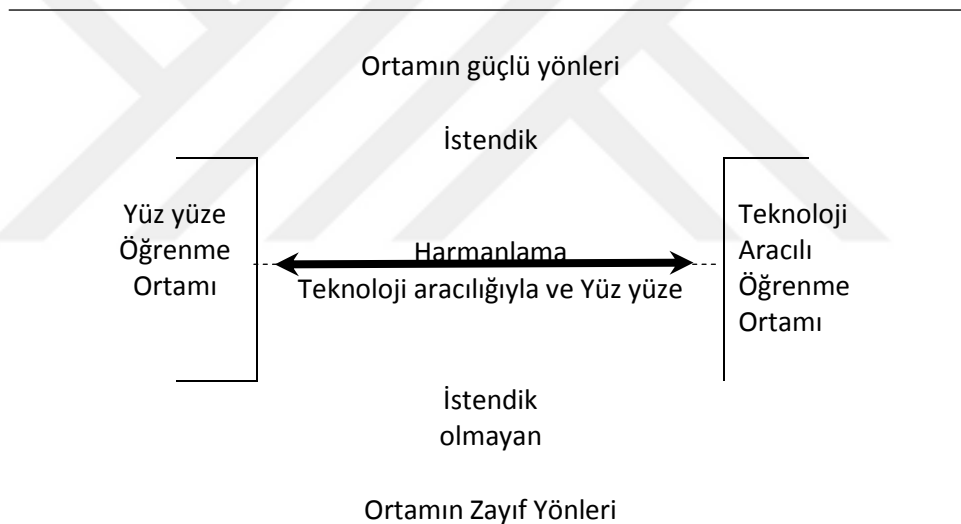 Ortamın güçlü yönleri
İstendik
Yüz yüze
Öğrenme
Ortamı
Harmanlama
Teknoloji aracılığıyla ve Yüz yüze
Teknoloji
Aracılı
Öğrenme
Ortamı
İstendik
olmayan
Ortamın Zayıf Yönleri